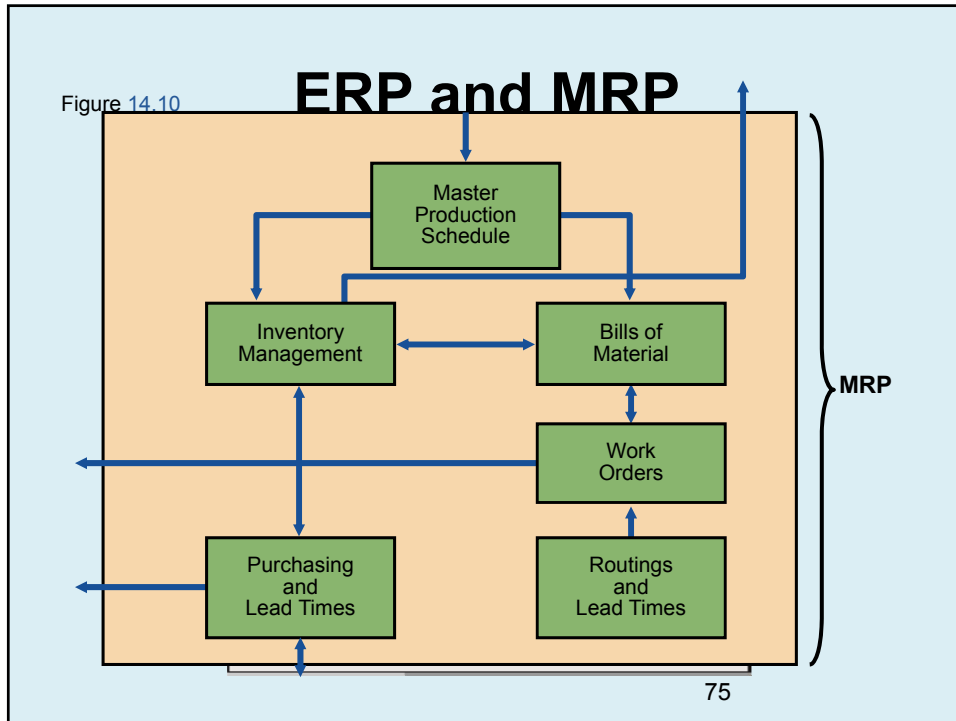 ERP and MRP
Figure 14.10
Master
Production
Schedule
Inventory
Management
Bills of
Material
MRP
Work
Orders
Purchasing
and
Lead Times
Routings
and
Lead Times
75